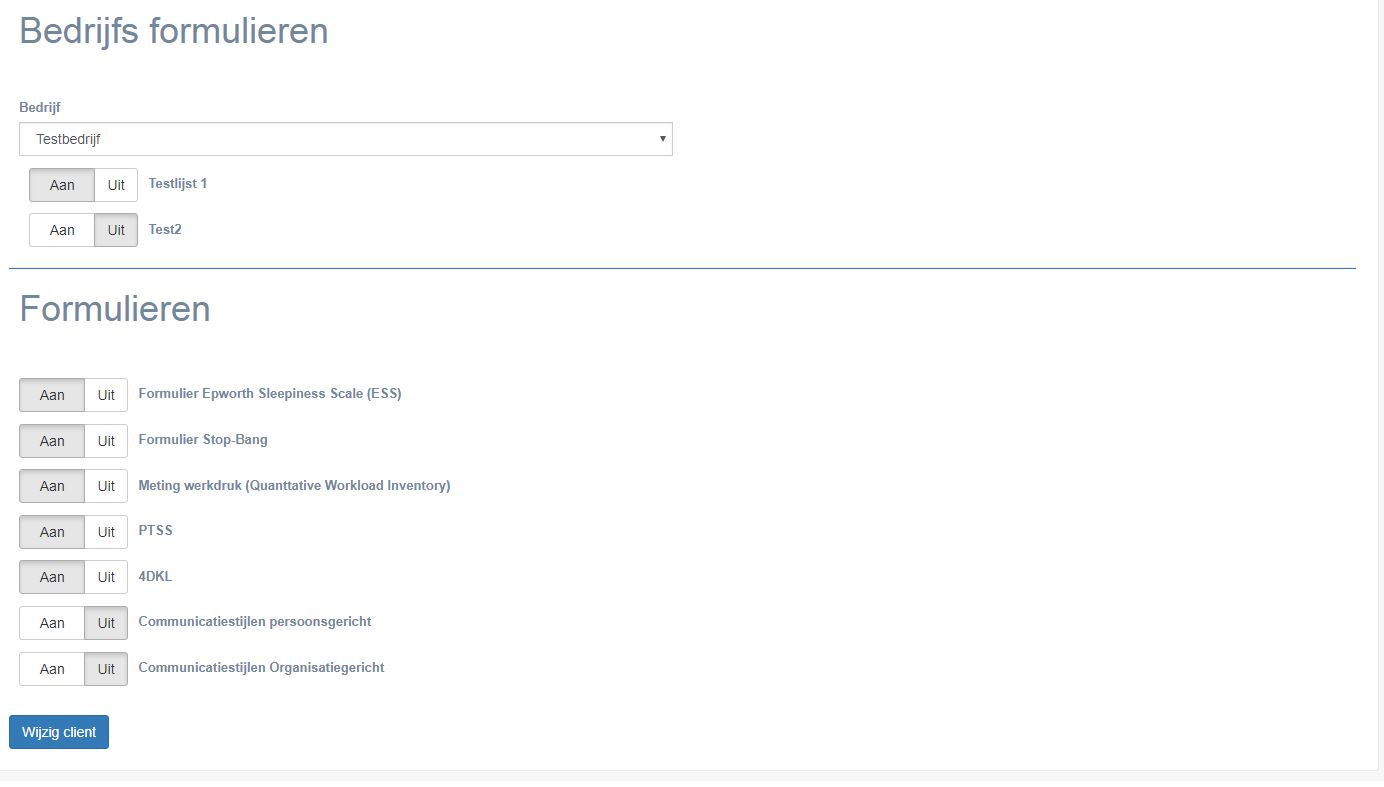 Bedrijfs formulieren
Bedrijf
Testbedrijf
Aan Uit Testlijst 1
Aan Uit Test2
Formulieren
Aan Uit Formulier Epworth Sleepiness Scale (ESS)
Aan Uit Formulier Stop-Bang
Aan Uit Meting werkdruk (Quanttative Workload Inventory)
Aan Uit PTSS
Aan Uit 4DKL
Aan Uit Communicatiestijlen persoonsgericht
Aan Uit Communicatiestijlen Organisatiegericht
Wijzig client